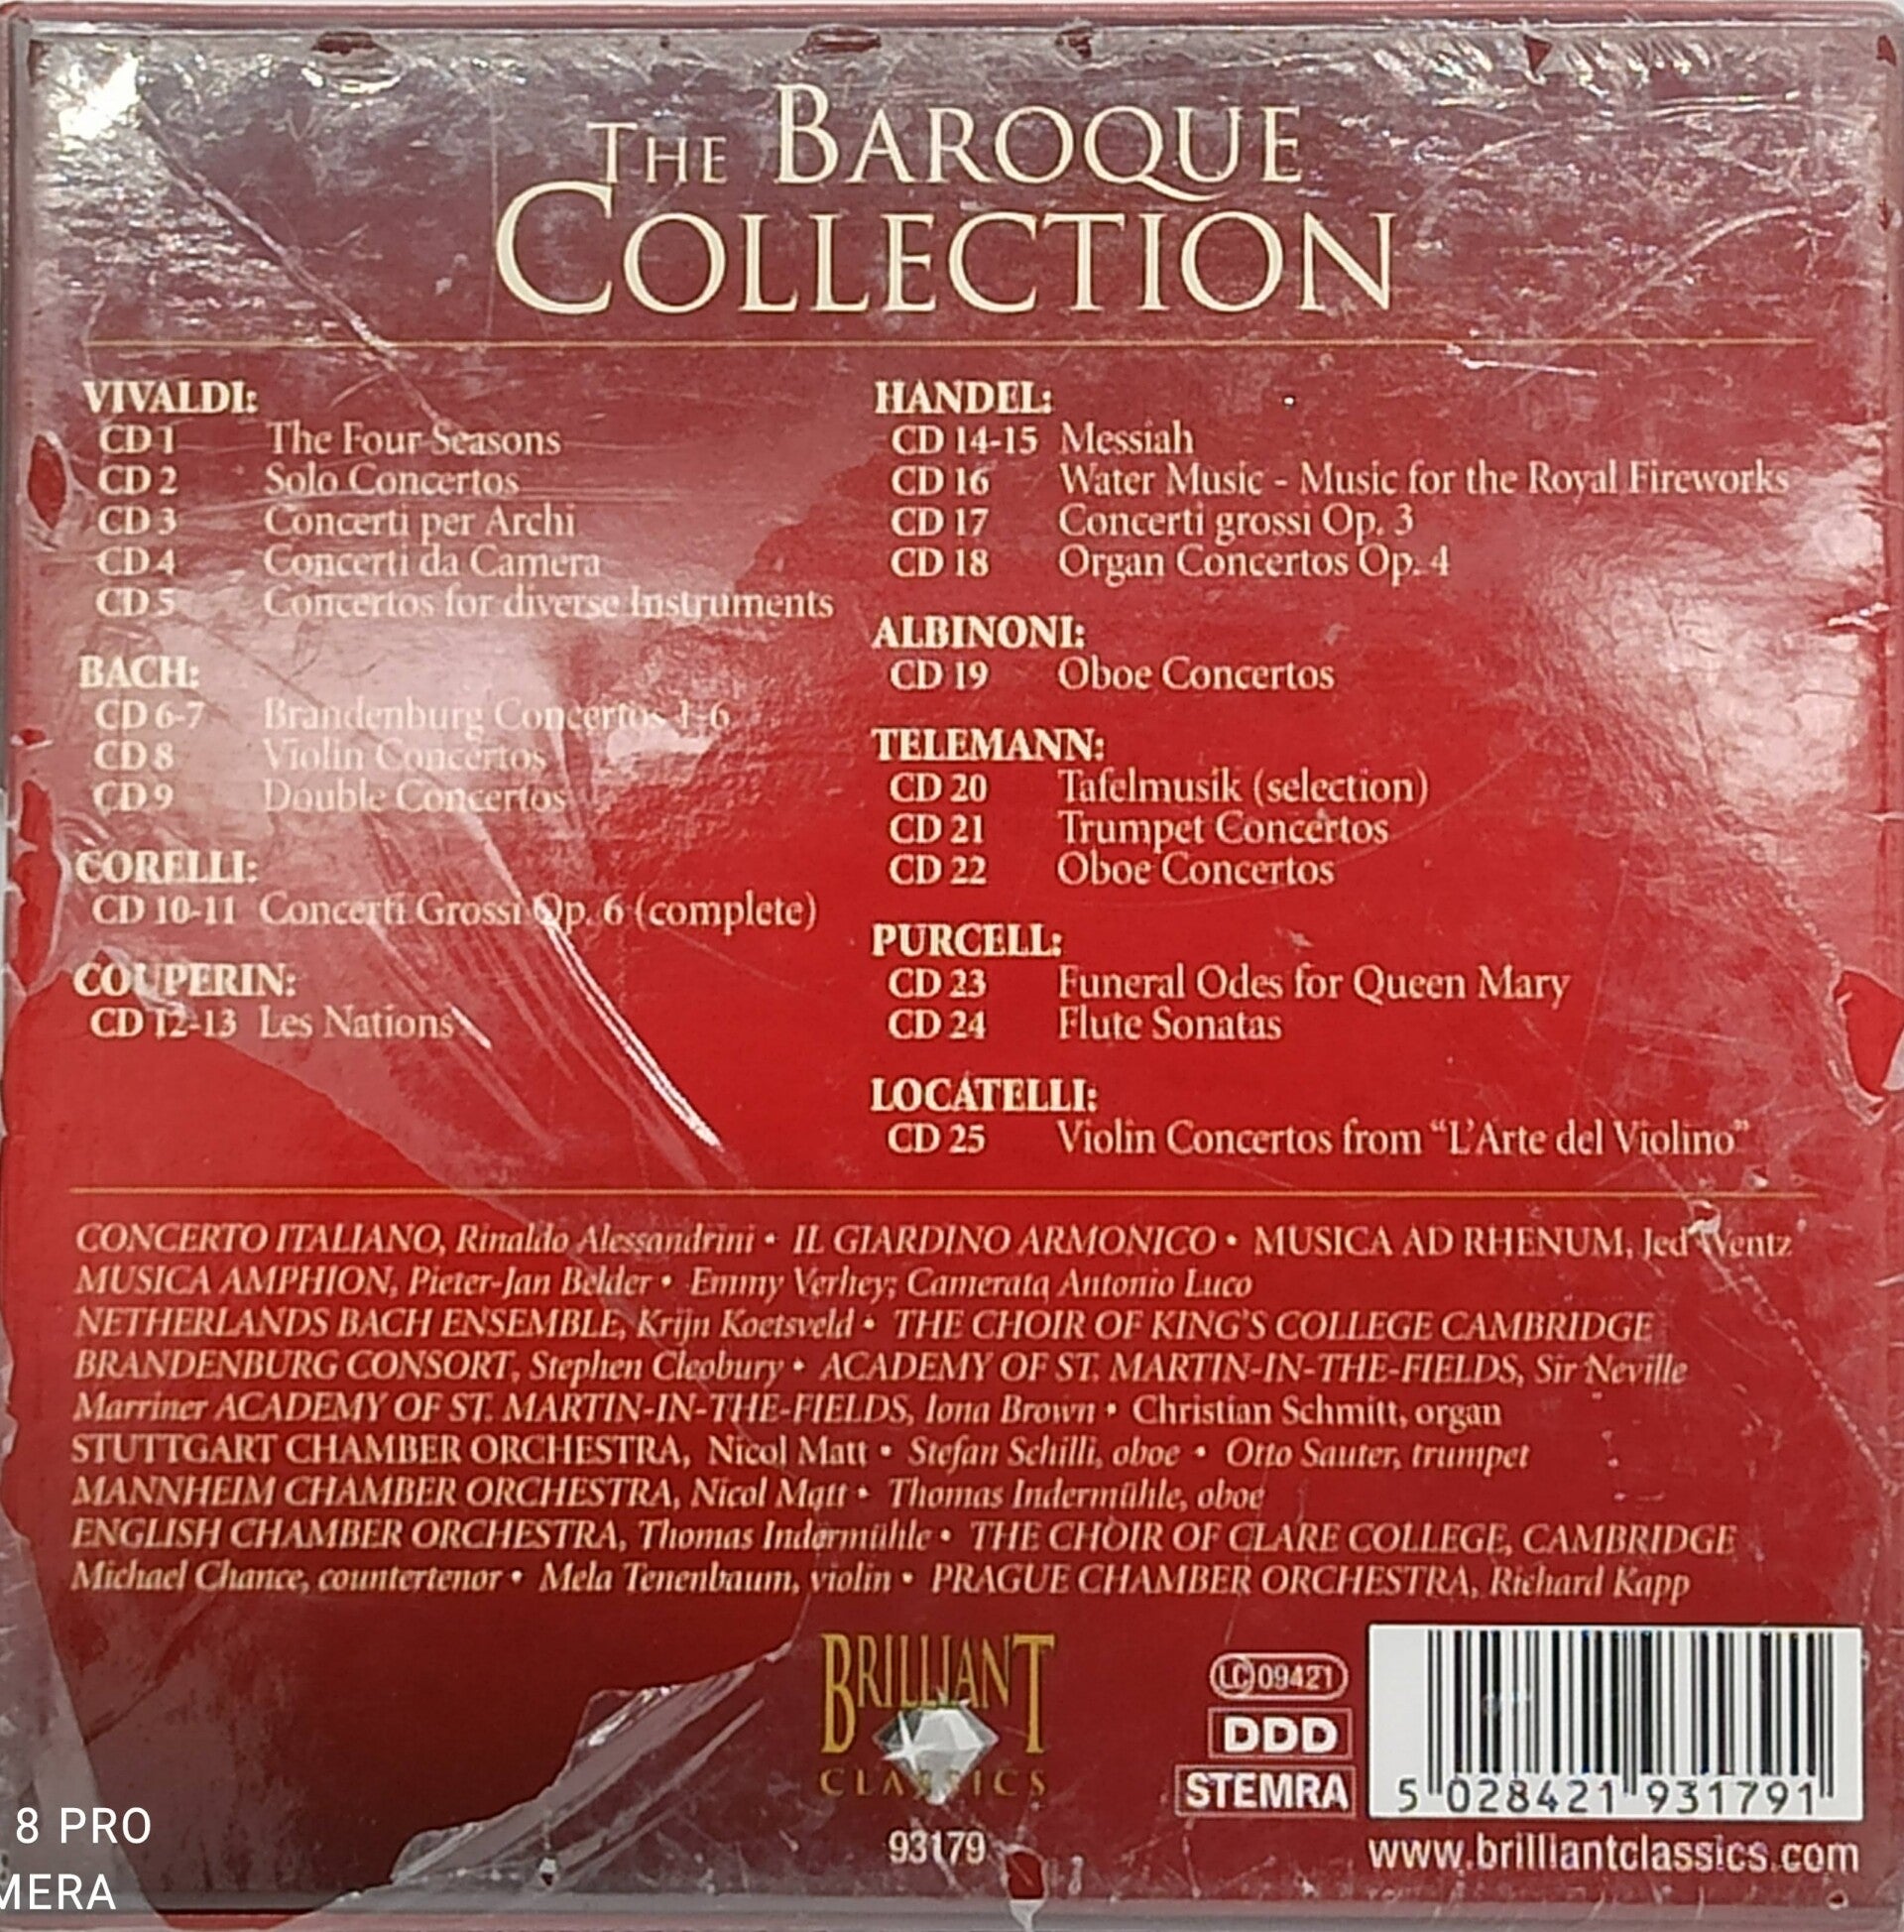 THE BAROQUE
COLLECTION
VIVALDI:
CD 1 The Four Seasons
CD 2 Solo Concertos
CD 3 Concerti per Archi
CD 4 Concerti da Camera
CD 5 Concertos for diverse Instruments
BACH:
CD 6-7 Brandenburg Concertos 1-6
CD 8 Violin Concertos
CD 9 Double Concertos
CORELLI:
CD 10-11 Concerti Grossi Op. 6 (complete)
COUPERIN:
CD 12-13 Les Nations
HANDEL:
CD 14-15 Messiah
CD 16 Water Music - Music for the Royal Fireworks
CD 17 Concerti grossi Op. 3
CD 18 Organ Concertos Op. 4
ALBINONI:
CD 19 Oboe Concertos
TELEMANN:
CD 20 Tafelmusik (selection)
CD 21 Trumpet Concertos
CD 22 Oboe Concertos
PURCELL:
CD 23 Funeral Odes for Queen Mary
CD 24 Flute Sonatas
LOCATELLI:
CD 25 Violin Concertos from “L’Arte del Violino”
CONCERTO ITALIANO, Rinaldo Alessandrini • IL GIARDINO ARMONICO • MUSICA AD RHENUM, Jed Wentz
MUSICA AMPHION, Pieter-Jan Belder • Emmy Verhey; Camerata Antonio Luco
NETHERLANDS BACH ENSEMBLE, Krijn Koetsveld • THE CHOIR OF KING'S COLLEGE CAMBRIDGE
BRANDENBURG CONSORT, Stephen Cleobury • ACADEMY OF ST. MARTIN-IN-THE-FIELDS, Sir Neville
Marriner ACADEMY OF ST. MARTIN-IN-THE-FIELDS, Iona Brown • Christian Schmitt, organ
STUTTGART CHAMBER ORCHESTRA, Nicol Matt • Stefan Schilli, oboe • Otto Sauter, trumpet
MANNHEIM CHAMBER ORCHESTRA, Nicol Matt • Thomas Indermühle, oboe
ENGLISH CHAMBER ORCHESTRA, Thomas Indermühle • THE CHOIR OF CLARE COLLEGE, CAMBRIDGE
Michael Chance, countertenor • Mela Tenenbaum, violin • PRAGUE CHAMBER ORCHESTRA, Richard Kapp
BRILLIANT
CLASSICS
93179
LC 09421
DDD
STEMRA
5 028421 931791
www.brilliantclassics.com
8 PRO
MERA